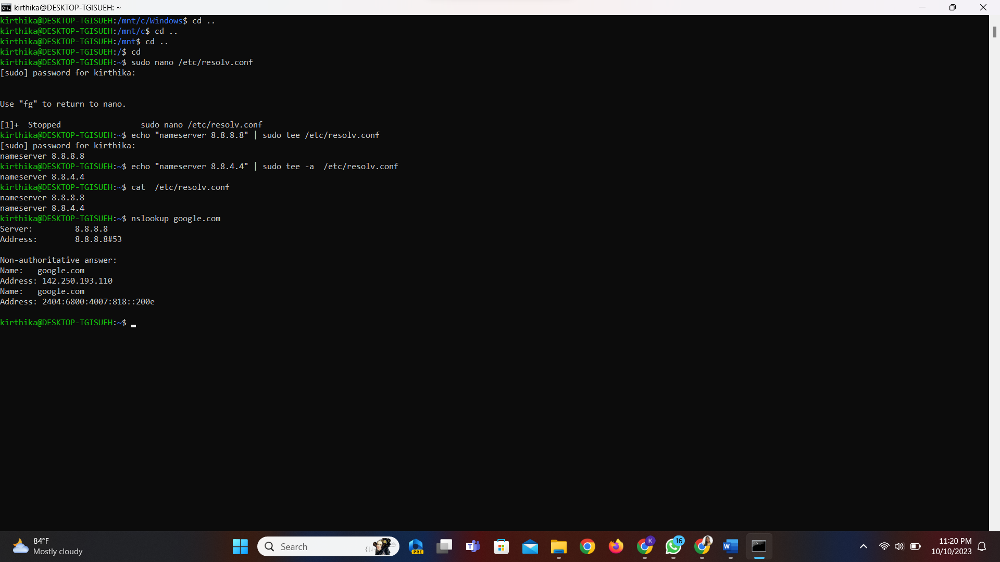 kirthika@DESKTOP-TGISUEH: ~
kirthika@DESKTOP-TGISUEH:/mnt/c/Windows$ cd ..
kirthika@DESKTOP-TGISUEH:/mnt/c$ cd ..
kirthika@DESKTOP-TGISUEH:/mnt$ cd ..
kirthika@DESKTOP-TGISUEH:/$ cd
kirthika@DESKTOP-TGISUEH:~$ sudo nano /etc/resolv.conf
[sudo] password for kirthika:
Use "fg" to return to nano.
[1]+  Stopped                 sudo nano /etc/resolv.conf
kirthika@DESKTOP-TGISUEH:~$ echo "nameserver 8.8.8.8" | sudo tee /etc/resolv.conf
[sudo] password for kirthika:
nameserver 8.8.8.8
kirthika@DESKTOP-TGISUEH:~$ echo "nameserver 8.8.4.4" | sudo tee -a  /etc/resolv.conf
nameserver 8.8.4.4
kirthika@DESKTOP-TGISUEH:~$ cat  /etc/resolv.conf
nameserver 8.8.8.8
nameserver 8.8.4.4
kirthika@DESKTOP-TGISUEH:~$ nslookup google.com
Server:         8.8.8.8
Address:        8.8.8.8#53
Non-authoritative answer:
Name:   google.com
Address: 142.250.193.110
Name:   google.com
Address: 2404:6800:4007:818::200e
kirthika@DESKTOP-TGISUEH:~$
84°F
Mostly cloudy
Search
PRE
K
16
W
11:20 PM
10/10/2023